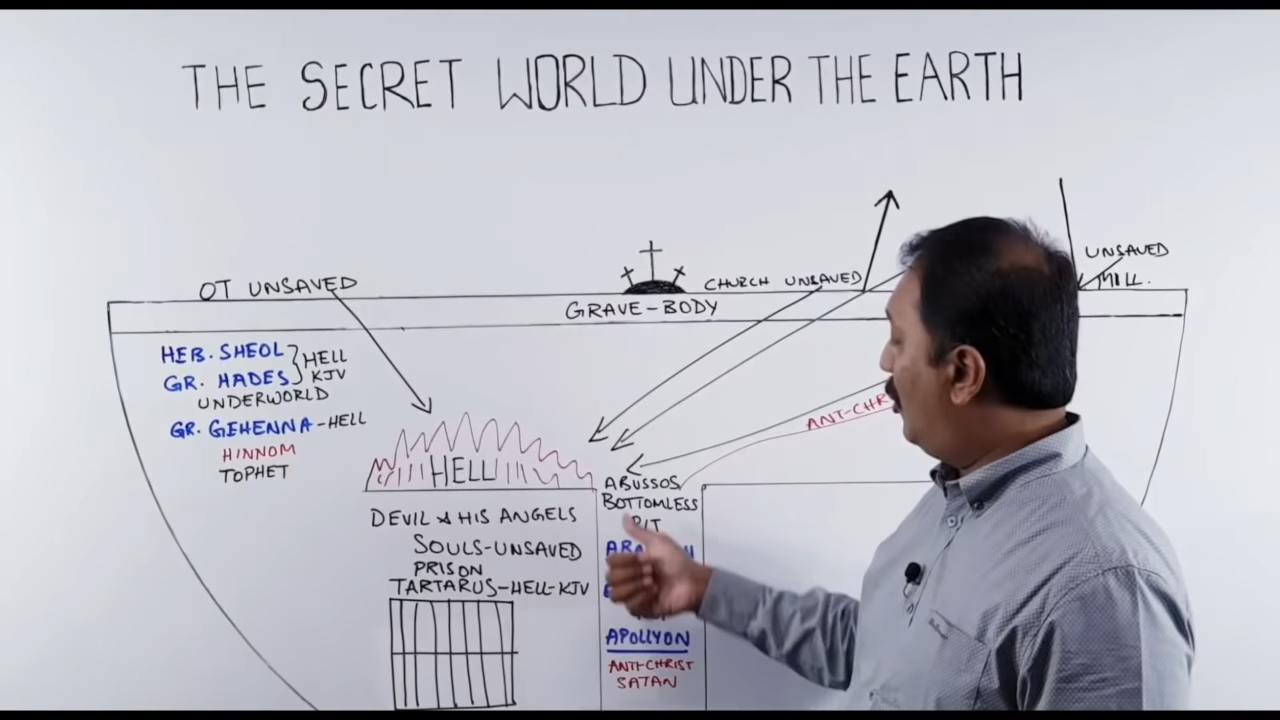 THE SECRET WORLD UNDER THE EARTH
OT UNSAVED
CHURCH UNSAVED
UNSAVED
MILL.
GRAVE-BODY
HEB. SHEOL
GR. HADES
HELL
KJV
UNDERWORLD
GR. GEHENNA-HELL
HINNOM
TOPHET
HELL
DEVIL & HIS ANGELS
SOULS-UNSAVED
PRISON
TARTARUS-HELL-KJV
ABUSSOS
BOTTOMLESS
PIT
APOLLYON
ANTI-CHRIST
SATAN